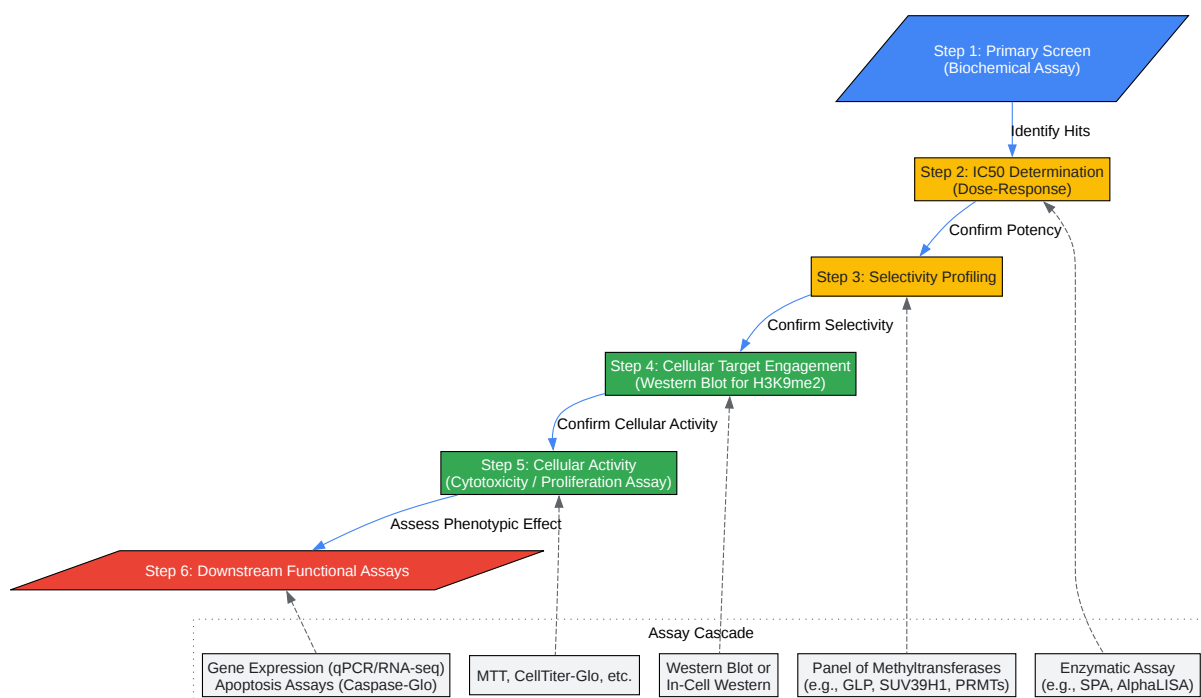 Step 1: Primary Screen
(Biochemical Assay)
Identify Hits
Step 2: IC50 Determination
(Dose-Response)
Confirm Potency
Step 3: Selectivity Profiling
Confirm Selectivity
Step 4: Cellular Target Engagement
(Western Blot for H3K9me2)
Confirm Cellular Activity
Step 5: Cellular Activity
(Cytotoxicity / Proliferation Assay)
Assess Phenotypic Effect
Step 6: Downstream Functional Assays
Assay Cascade
Gene Expression (qPCR/RNA-seq)
Apoptosis Assays (Caspase-Glo)
MTT, CellTiter-Glo, etc.
Western Blot or
In-Cell Western
Panel of Methyltransferases
(e.g., GLP, SUV39H1, PRMTs)
Enzymatic Assay
(e.g., SPA, AlphaLISA)